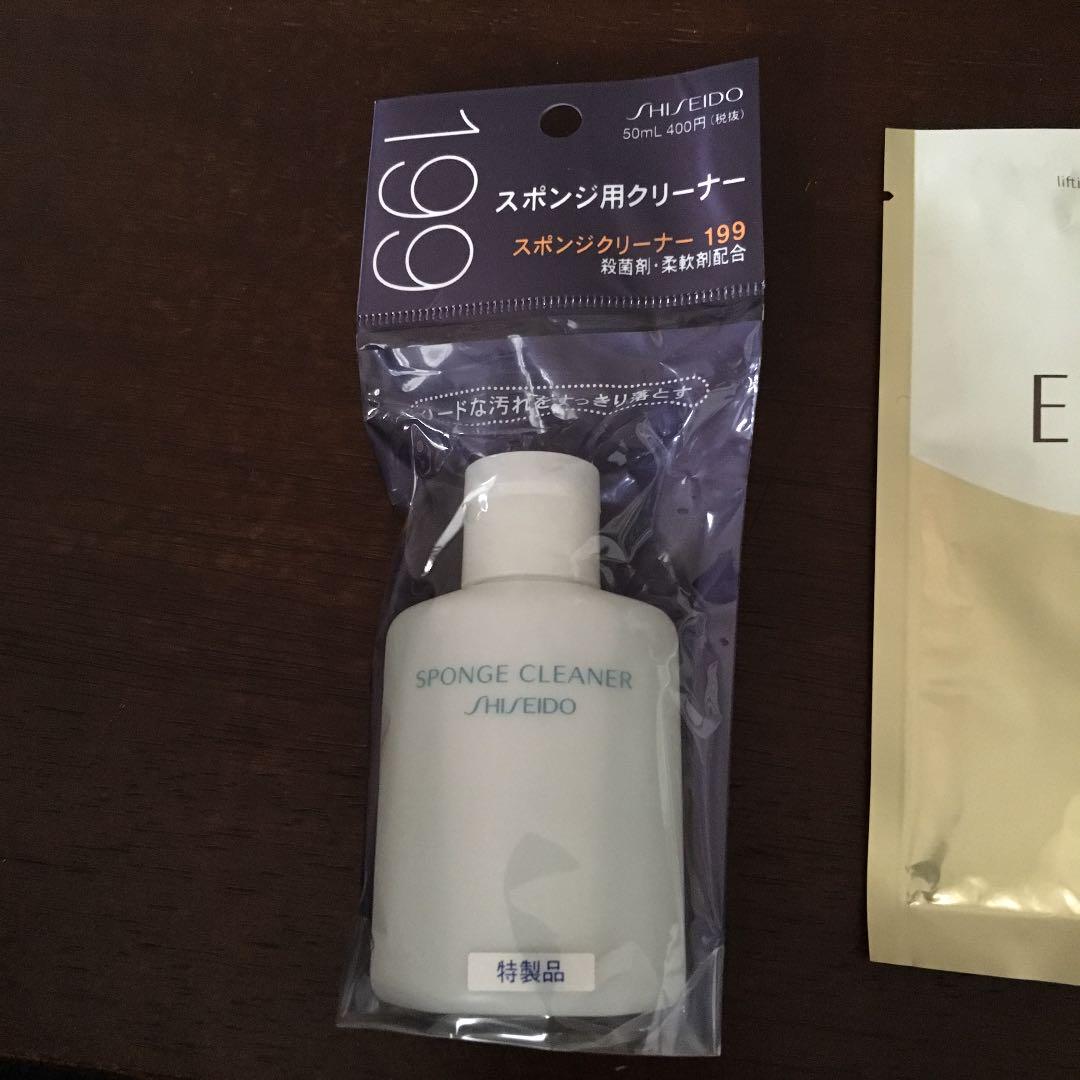 199
SHISEIDO
50mL 400円(税抜)
スポンジ用クリーナー
スポンジクリーナー 199
殺菌剤・柔軟剤配合
ードな汚れをすっきり落とす
SPONGE CLEANER
SHISEIDO
特製品
lifti
E